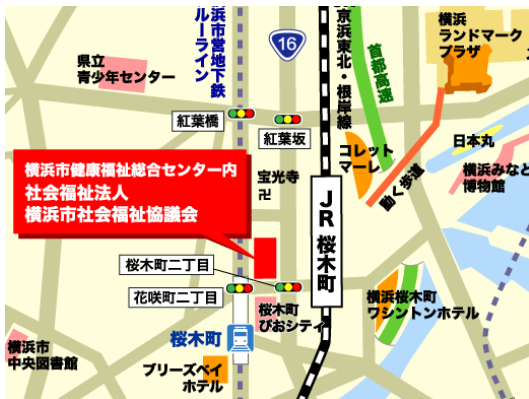 横浜市営地下鉄
ブルーライン
16
京浜東北・根岸線
首都高速
横浜
ランドマーク
プラザ
県立
青少年センター
紅葉橋
紅葉坂
コレット
マーレ
日本丸
横浜みなと
博物館
動く歩道
横浜市健康福祉総合センター内
社会福祉法人
横浜市社会福祉協議会
宝光寺
卍
JR桜木町
桜木町二丁目
花咲町二丁目
桜木町
ぴおシティ
横浜桜木町
ワシントンホテル
桜木町
横浜市
中央図書館
ブリーズベイ
ホテル